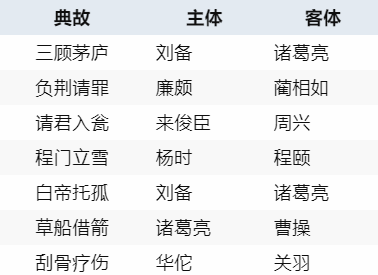 典故 主体 客体
三顾茅庐 刘备 诸葛亮
负荆请罪 廉颇 蔺相如
请君入瓮 来俊臣 周兴
程门立雪 杨时 程颐
白帝托孤 刘备 诸葛亮
草船借箭 诸葛亮 曹操
刮骨疗伤 华佗 关羽